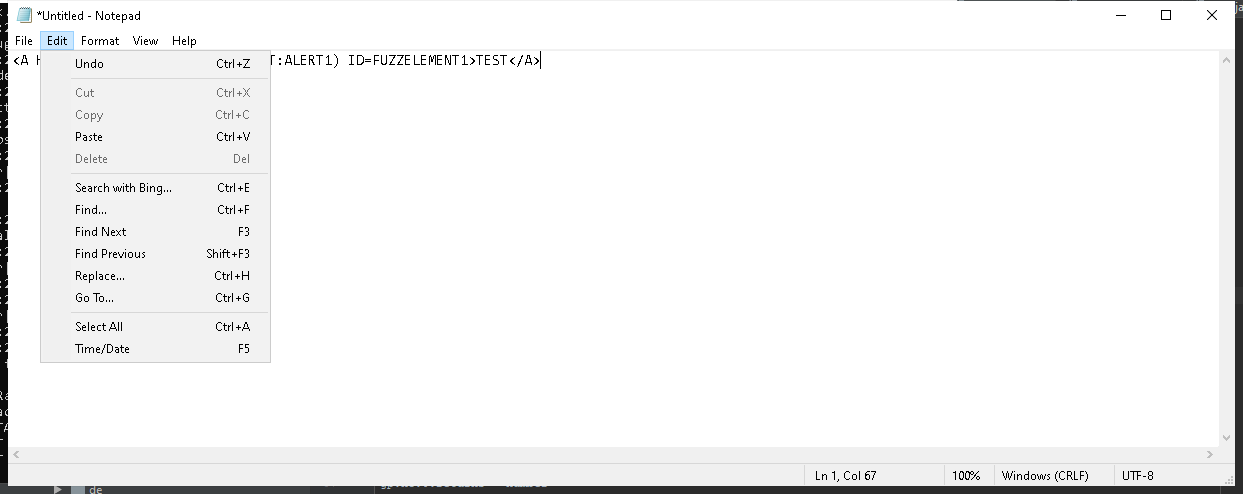 *Untitled - Notepad
File Edit Format View Help
<A H T:ALERT1) ID=FUZZELEMENT1>TEST</A>
Undo Ctrl+Z
Cut Ctrl+X
Copy Ctrl+C
Paste Ctrl+V
Delete Del
Search with Bing... Ctrl+E
Find... Ctrl+F
Find Next F3
Find Previous Shift+F3
Replace... Ctrl+H
Go To... Ctrl+G
Select All Ctrl+A
Time/Date F5
Ln 1, Col 67 100% Windows (CRLF) UTF-8
de